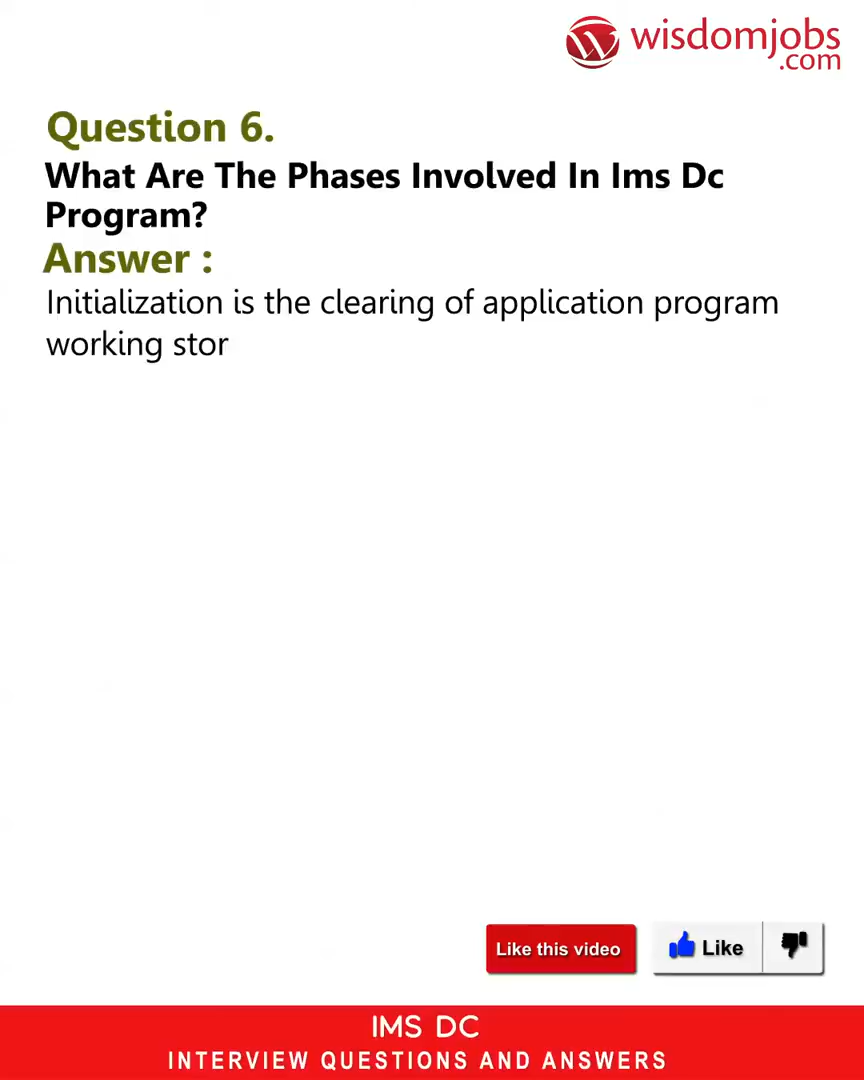 wisdomjobs
.com
Question 6.
What Are The Phases Involved In Ims Dc
Program?
Answer :
Initialization is the clearing of application program
working stor
Like this video
Like
IMS DC
INTERVIEW QUESTIONS AND ANSWERS